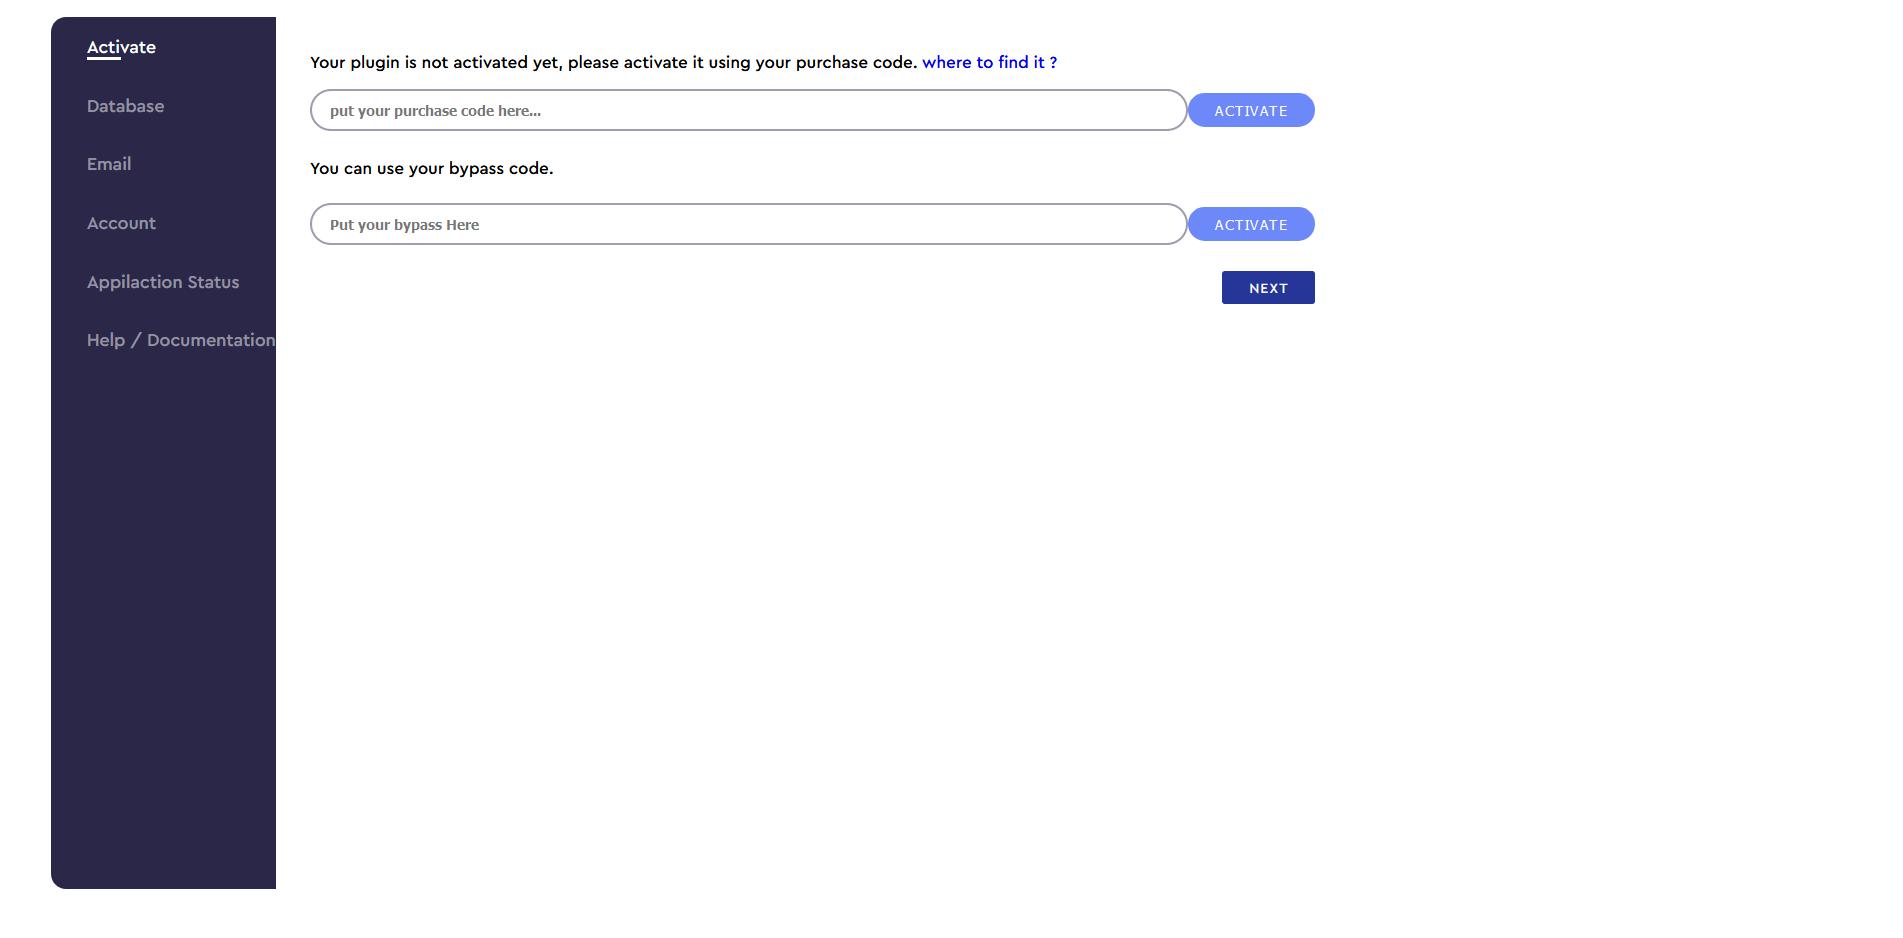 Activate
Database
Email
Account
Appilaction Status
Help / Documentation
Your plugin is not activated yet, please activate it using your purchase code. where to find it ?
put your purchase code here... ACTIVATE
You can use your bypass code.
Put your bypass Here ACTIVATE
NEXT